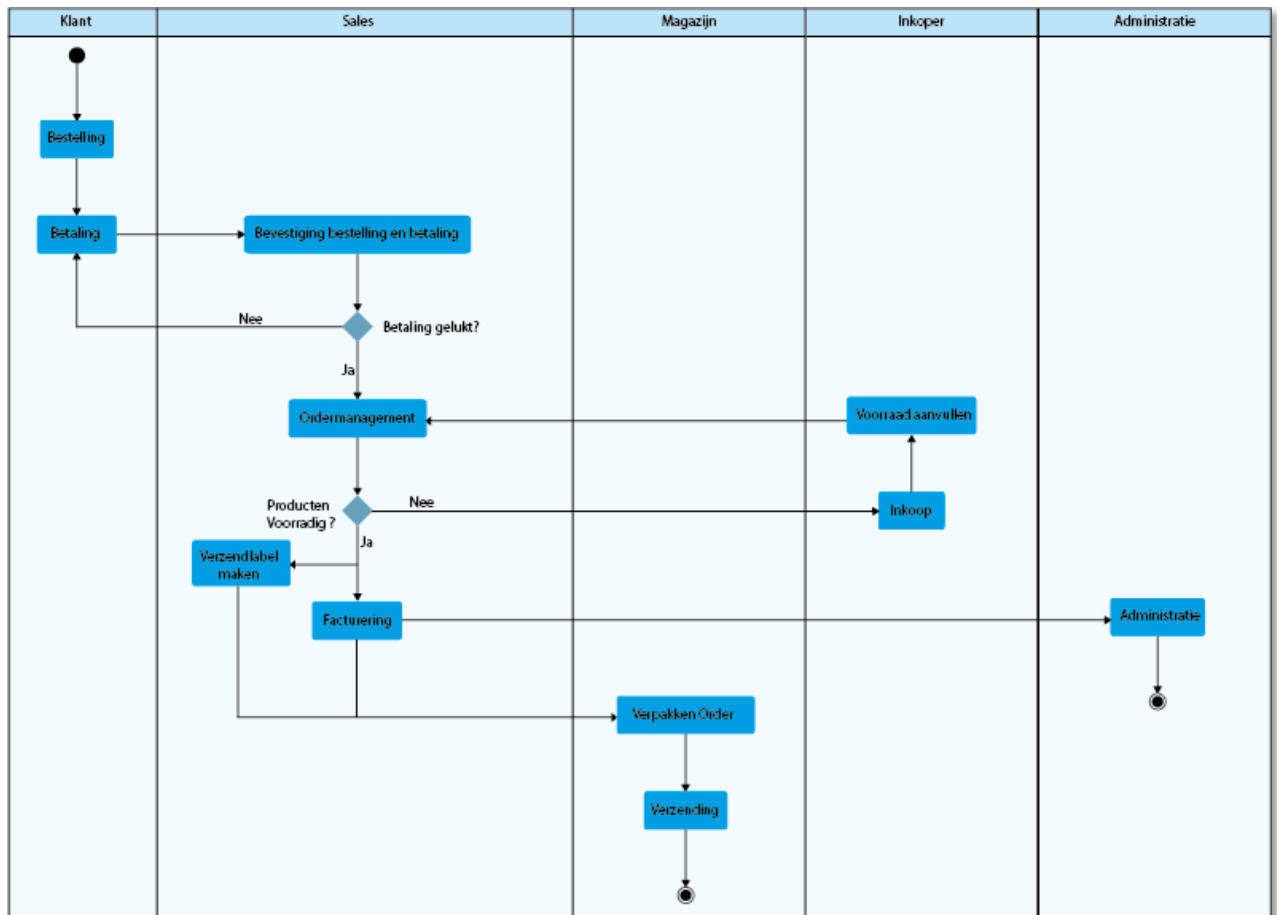 Klant
Sales
Magazijn
Inkoper
Administratie
Bestelling
Betaling
Bevestiging bestelling en betaling
Nee
Betaling gelukt?
Ja
Ordermanagement
Voorraad aanvullen
Producten
Voorradig ?
Nee
Inkoop
Ja
Verzendlabel
maken
Facturering
Administratie
Verpakken Order
Verzending